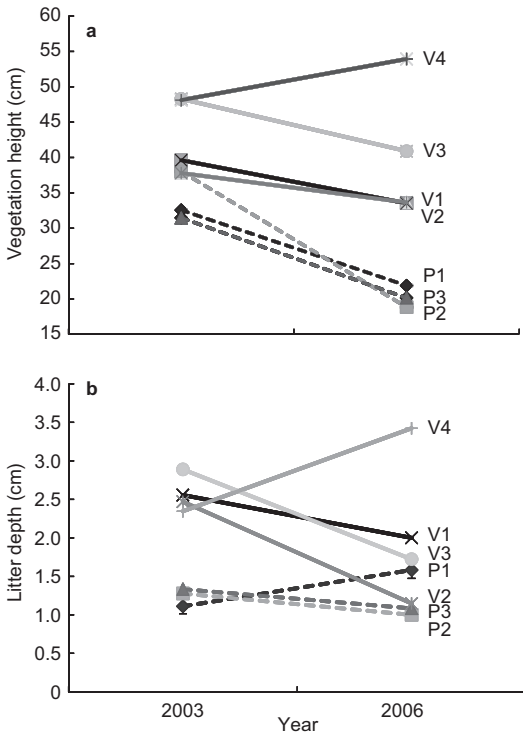 a
Vegetation height (cm)
60
55
50
45
40
35
30
25
20
15
V4
V3
V1
V2
P1
P3
P2
b
Litter depth (cm)
4.0
3.5
3.0
2.5
2.0
1.5
1.0
0.5
0
V4
V1
V3
P1
V2
P3
P2
2003
2006
Year